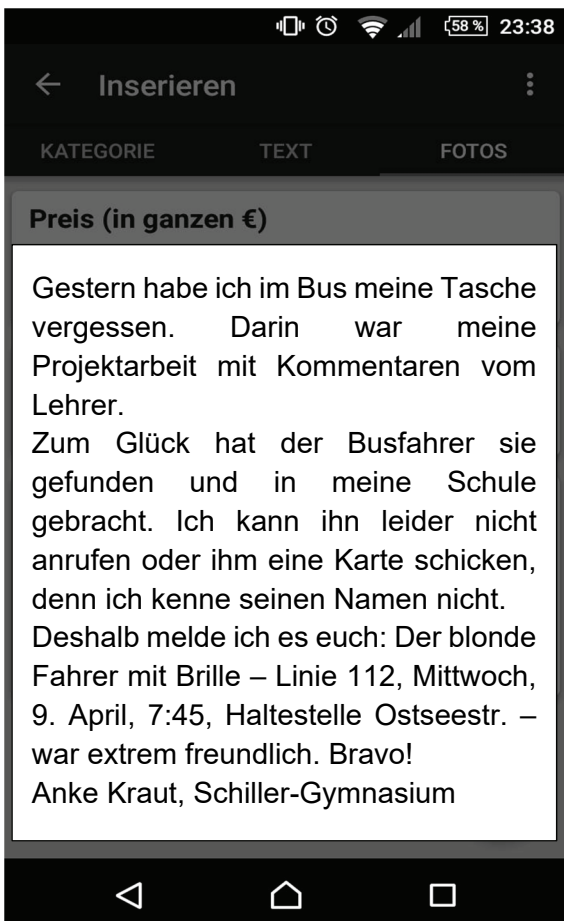 58 % 23:38
Inserieren
KATEGORIE TEXT FOTOS
Preis (in ganzen €)
Gestern habe ich im Bus meine Tasche
vergessen. Darin war meine
Projektarbeit mit Kommentaren vom
Lehrer.
Zum Glück hat der Busfahrer sie
gefunden und in meine Schule
gebracht. Ich kann ihn leider nicht
anrufen oder ihm eine Karte schicken,
denn ich kenne seinen Namen nicht.
Deshalb melde ich es euch: Der blonde
Fahrer mit Brille – Linie 112, Mittwoch,
9. April, 7:45, Haltestelle Ostseestr. –
war extrem freundlich. Bravo!
Anke Kraut, Schiller-Gymnasium